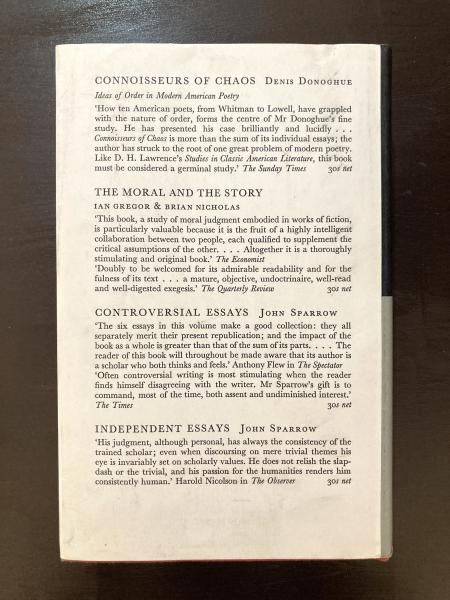 CONNOISSEURS OF CHAOS DENIS DONOGHUE
Ideas of Order in Modern American Poetry
'How ten American poets, from Whitman to Lowell, have grappled
with the nature of order, forms the centre of Mr Donoghue's fine
study. He has presented his case brilliantly and lucidly . . .
Connoisseurs of Chaos is more than the sum of its individual essays; the
author has struck to the root of one great problem of modern poetry.
Like D. H. Lawrence's Studies in Classic American Literature, this book
must be considered a germinal study.' The Sunday Times 30s net
THE MORAL AND THE STORY
IAN GREGOR & BRIAN NICHOLAS
'This book, a study of moral judgment embodied in works of fiction,
is particularly valuable because it is the fruit of a highly intelligent
collaboration between two people, each qualified to supplement the
critical assumptions of the other. . . . Altogether it is a thoroughly
stimulating and original book.' The Economist
'Doubly to be welcomed for its admirable readability and for the
fulness of its text . . . a mature, objective, undoctrinaire, well-read
and well-digested exegesis.' The Quarterly Review 30s net
CONTROVERSIAL ESSAYS JOHN SPARROW
'The six essays in this volume make a good collection: they all
separately merit their present republication; and the impact of the
book as a whole is greater than that of the sum of its parts. . . . The
reader of this book will throughout be made aware that its author is
a scholar who both thinks and feels.' Anthony Flew in The Spectator
'Often controversial writing is most stimulating when the reader
finds himself disagreeing with the writer. Mr Sparrow's gift is to
command, most of the time, both assent and undiminished interest.'
The Times 30s net
INDEPENDENT ESSAYS JOHN SPARROW
'His judgment, although personal, has always the consistency of the
trained scholar; even when discoursing on mere trivial themes his
eye is invariably set on scholarly values. He does not relish the slap-
dash or the trivial, and his passion for the humanities renders him
consistently human.' Harold Nicolson in The Observer 30s net